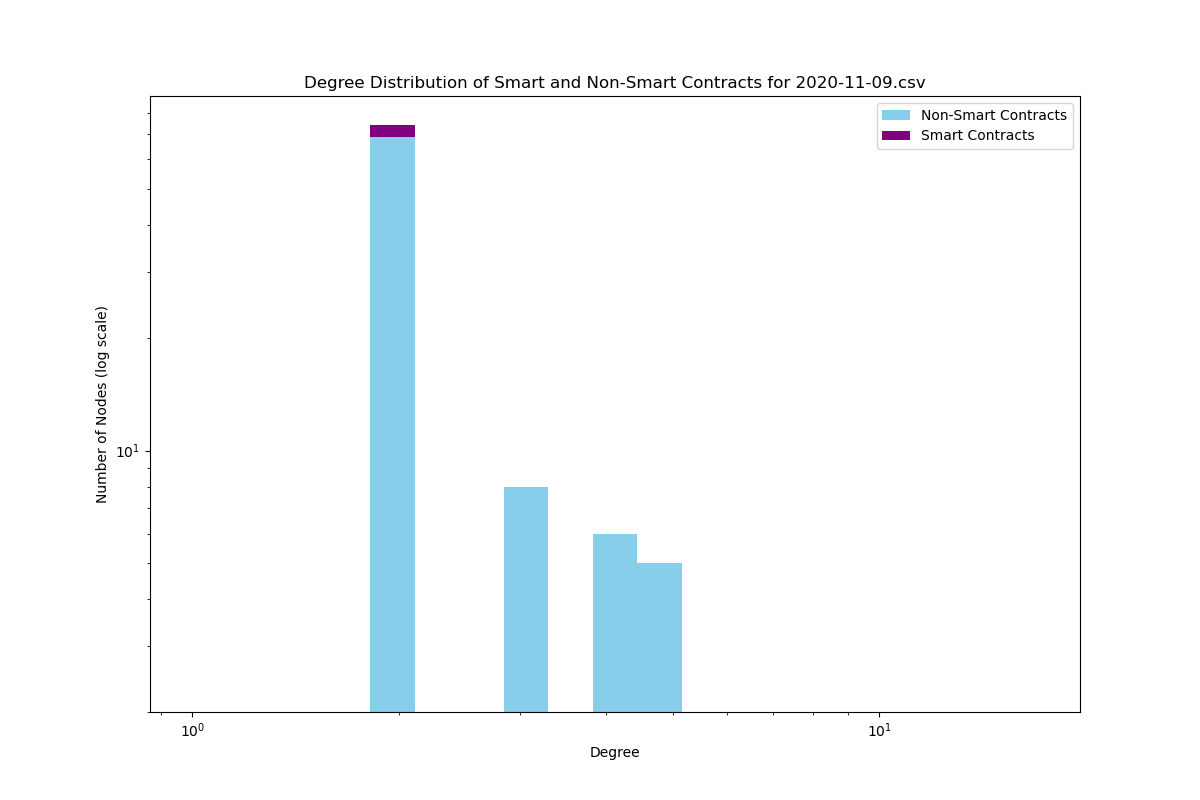 Degree Distribution of Smart and Non-Smart Contracts for 2020-11-09.csv
Non-Smart Contracts
Smart Contracts
Number of Nodes (log scale)
10¹
10⁰
10¹
Degree